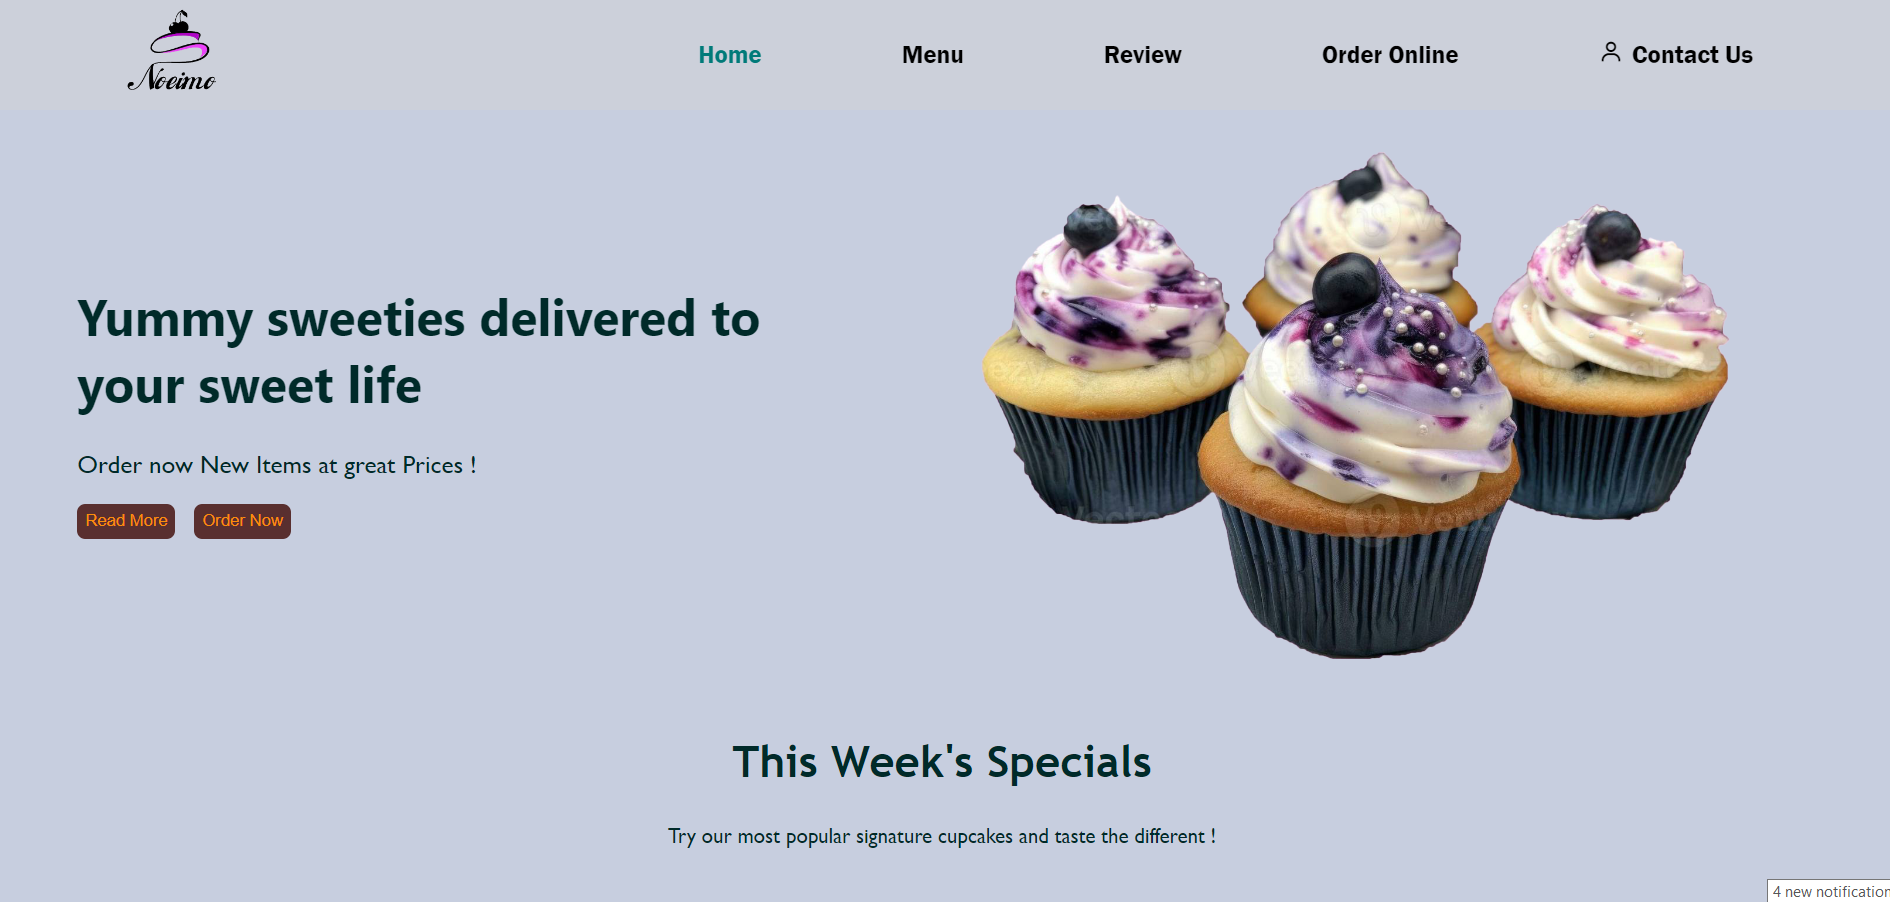 Noeimo
Home Menu Review Order Online Contact Us
Yummy sweeties delivered to
your sweet life
Order now New Items at great Prices !
Read More Order Now
This Week's Specials
Try our most popular signature cupcakes and taste the different !
4 new notification